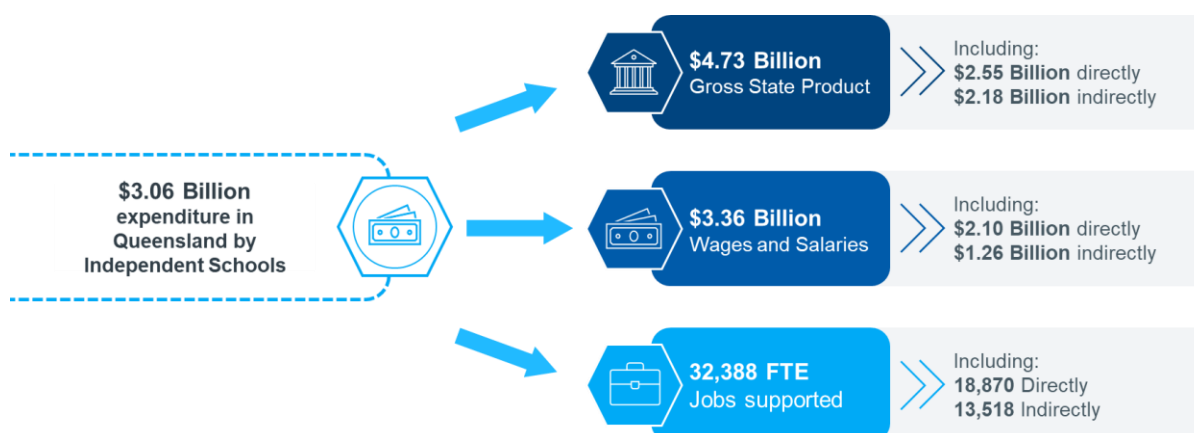 $3.06 Billion
expenditure in
Queensland by
Independent Schools
$4.73 Billion
Gross State Product
Including:
$2.55 Billion directly
$2.18 Billion indirectly
$3.36 Billion
Wages and Salaries
Including:
$2.10 Billion directly
$1.26 Billion indirectly
32,388 FTE
Jobs supported
Including:
18,870 Directly
13,518 Indirectly